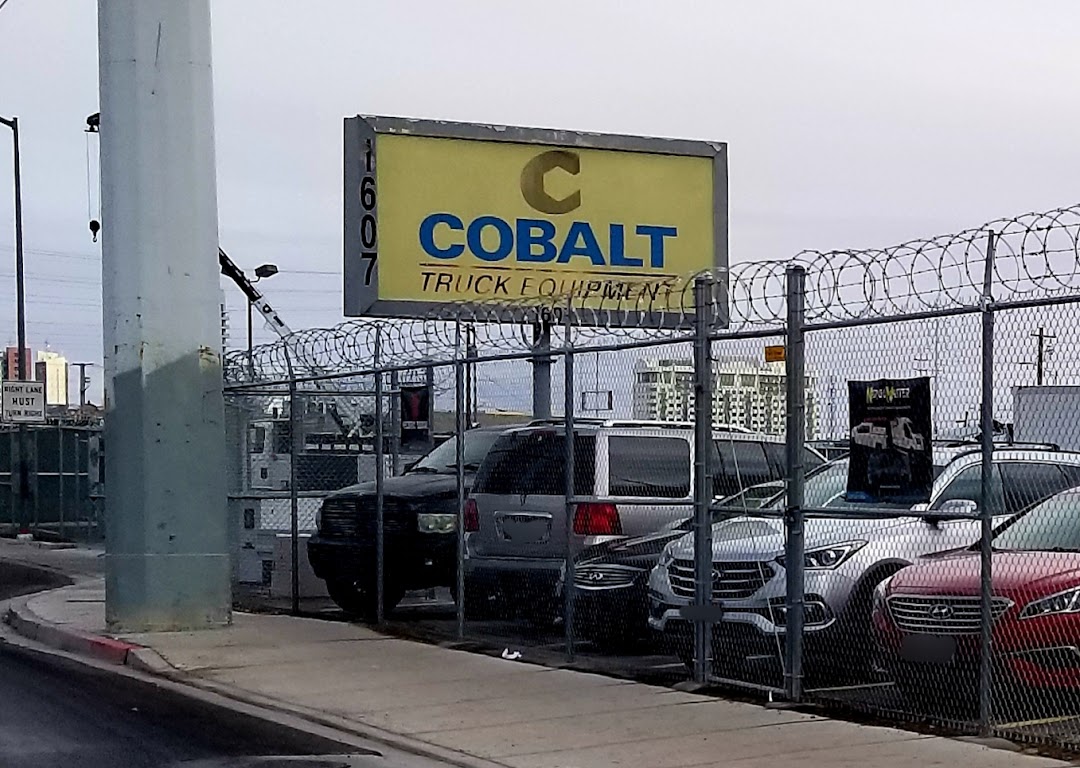 1607
C
COBALT
TRUCK EQUIPMENT
RIGHT LANE
MUST
TURN RIGHT